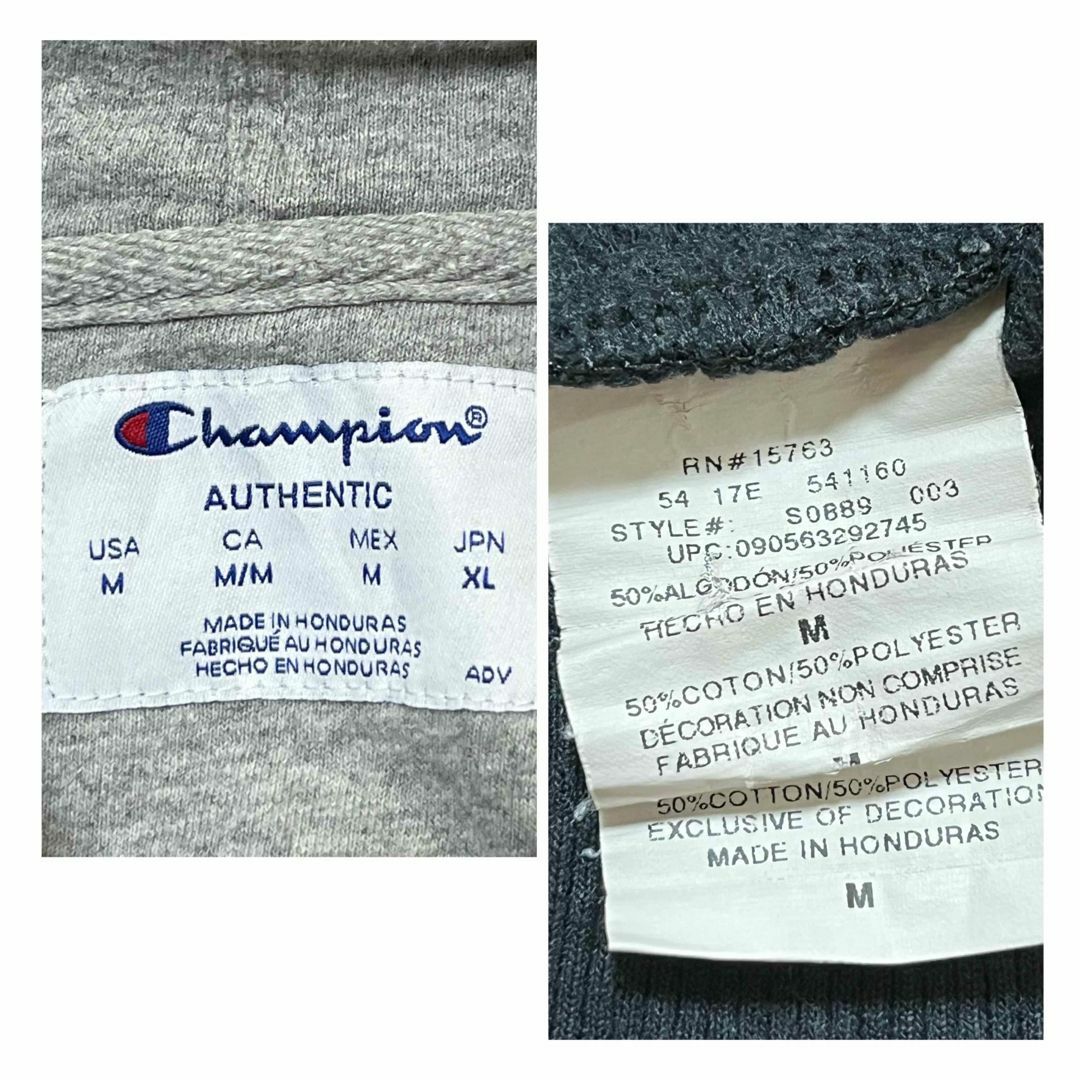 Champion®
AUTHENTIC
USA CA MEX JPN
M M/M M XL
MADE IN HONDURAS
FABRIQUÉ AU HONDURAS
HECHO EN HONDURAS ADV
RN#15763
54 17E 541160
STYLE#: S0889 003
UPC:090563292745
50%ALGODÓN/50%POLIÉSTER
HECHO EN HONDURAS
M
50%COTON/50%POLYESTER
DÉCORATION NON COMPRISE
FABRIQUE AU HONDURAS
M
50%COTTON/50%POLYESTER
EXCLUSIVE OF DECORATION
MADE IN HONDURAS
M